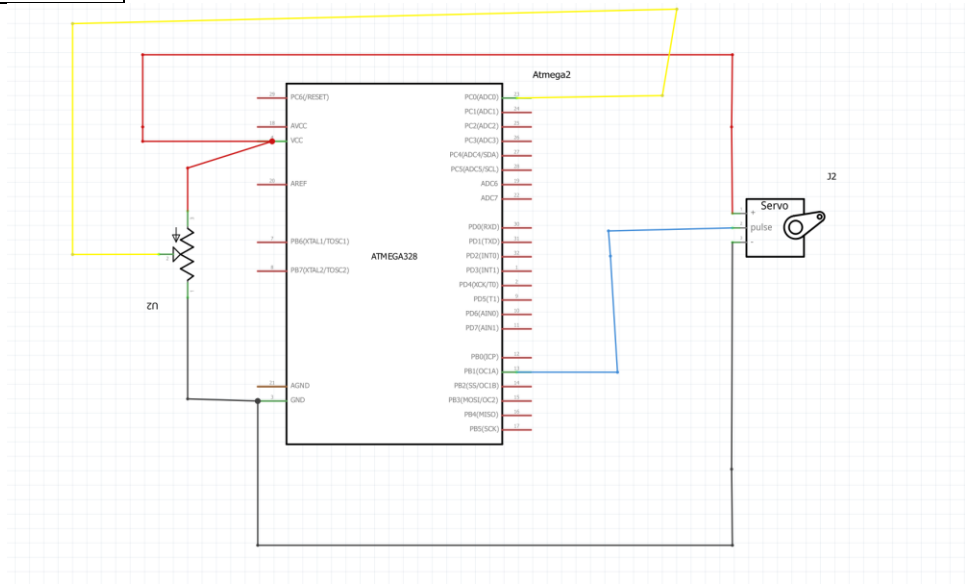 Atmega2
PC6(/RESET)
AVCC
VCC
AREF
PB6(XTAL1/TOSC1)
PB7(XTAL2/TOSC2)
AGND
GND
ATMEGA328
PC0(ADC0)
PC1(ADC1)
PC2(ADC2)
PC3(ADC3)
PC4(ADC4/SDA)
PC5(ADC5/SCL)
ADC6
ADC7
PD0(RXD)
PD1(TXD)
PD2(INT0)
PD3(INT1)
PD4(XCK/T0)
PD5(T1)
PD6(AIN0)
PD7(AIN1)
PB0(ICP)
PB1(OC1A)
PB2(SS/OC1B)
PB3(MOSI/OC2)
PB4(MISO)
PB5(SCK)
J2
Servo
+
pulse
-
U2